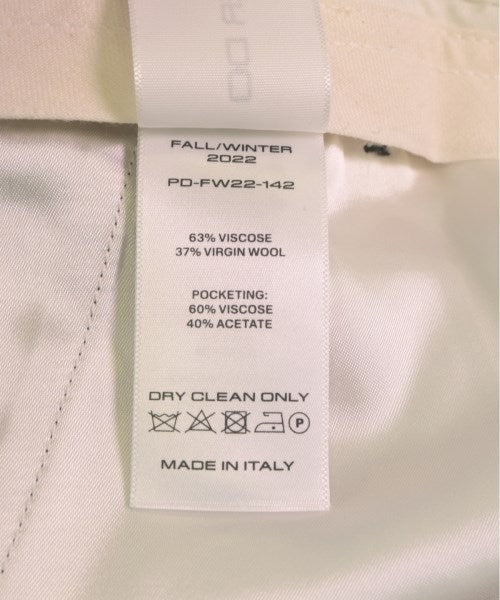 FALL/WINTER
2022
PD-FW22-142
63% VISCOSE
37% VIRGIN WOOL
POCKETING:
60% VISCOSE
40% ACETATE
DRY CLEAN ONLY
P
MADE IN ITALY